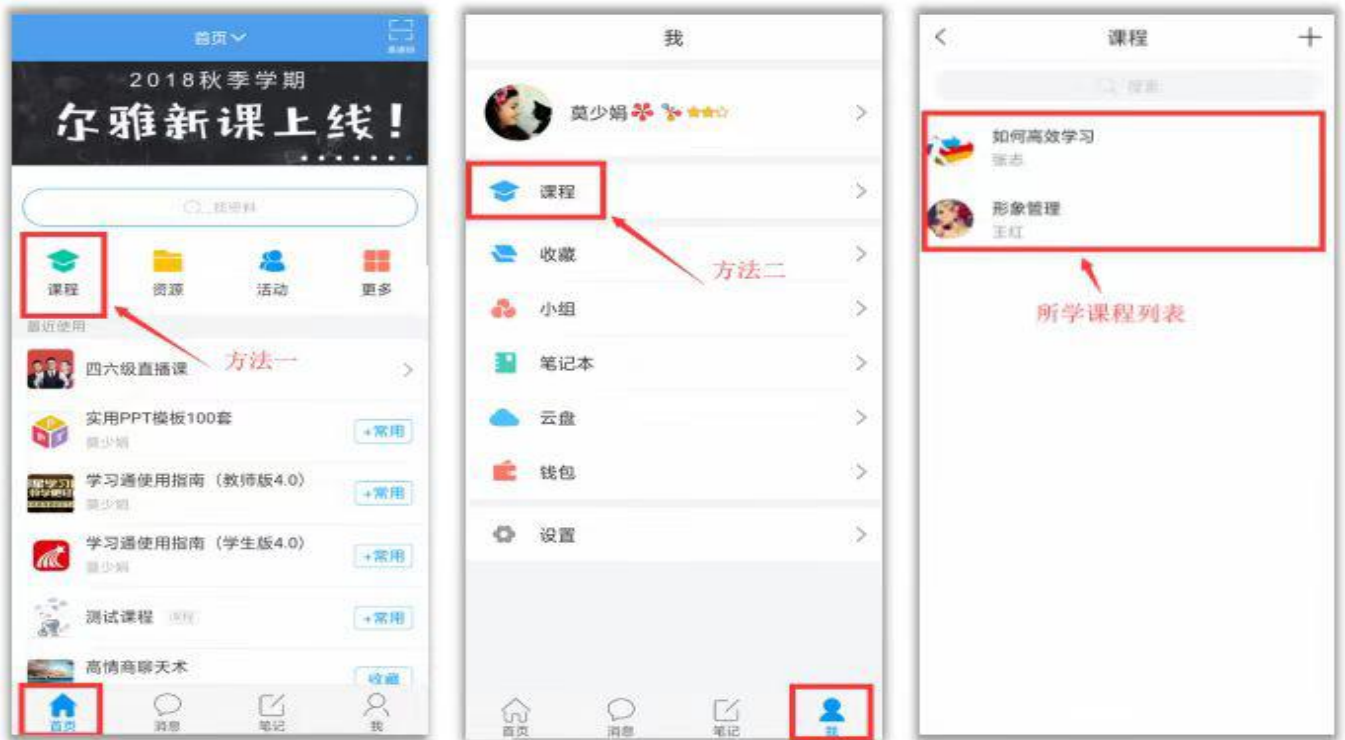 首页
2018秋季学期
尔雅新课上线！
找资料
课程
资源
活动
更多
最近使用
方法一
四六级直播课
实用PPT模板100套
莫少娟
+常用
学习通使用指南（教师版4.0）
莫少娟
+常用
学习通使用指南（学生版4.0）
莫少娟
+常用
测试课程 课程
+常用
高情商聊天术
收藏
首页
消息
笔记
我
我
莫少娟
课程
方法二
收藏
小组
笔记本
云盘
钱包
设置
首页
消息
笔记
我
课程
搜索
如何高效学习
张志
形象管理
王红
所学课程列表